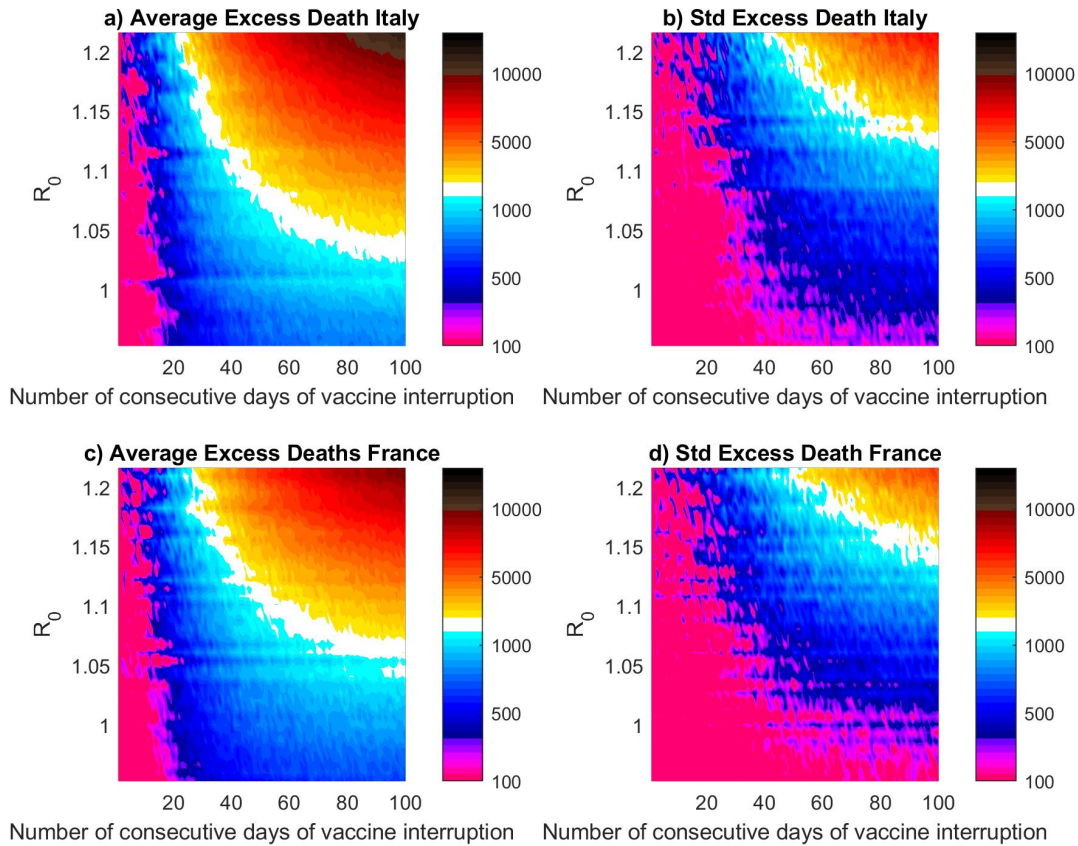 a) Average Excess Death Italy
1.2
1.15
1.1
1.05
1
R0
20 40 60 80 100
Number of consecutive days of vaccine interruption
10000
5000
1000
500
100
b) Std Excess Death Italy
1.2
1.15
1.1
1.05
1
R0
20 40 60 80 100
Number of consecutive days of vaccine interruption
10000
5000
1000
500
100
c) Average Excess Deaths France
1.2
1.15
1.1
1.05
1
R0
20 40 60 80 100
Number of consecutive days of vaccine interruption
10000
5000
1000
500
100
d) Std Excess Death France
1.2
1.15
1.1
1.05
1
R0
20 40 60 80 100
Number of consecutive days of vaccine interruption
10000
5000
1000
500
100